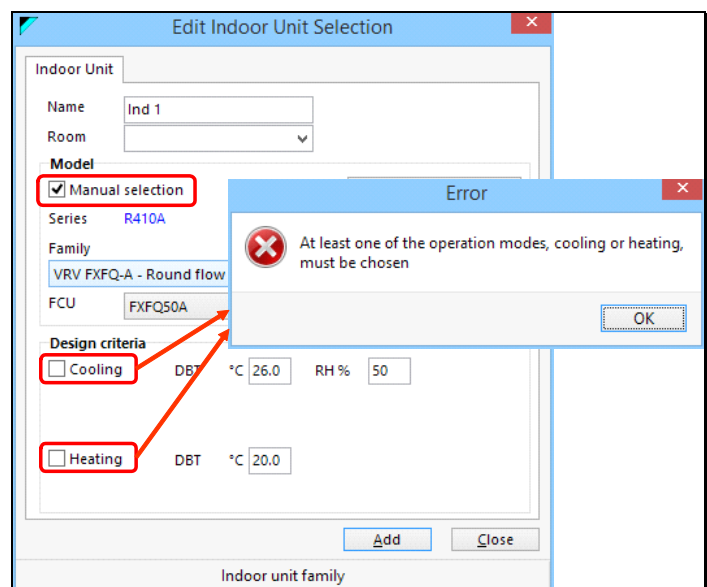 Edit Indoor Unit Selection
Indoor Unit
Name Ind 1
Room
Model
Manual selection
Series R410A
Family
VRV FXFQ-A - Round flow
FCU FXFQ50A
Error
At least one of the operation modes, cooling or heating,
must be chosen
OK
Design criteria
Cooling DBT °C 26.0 RH % 50
Heating DBT °C 20.0
Add Close
Indoor unit family